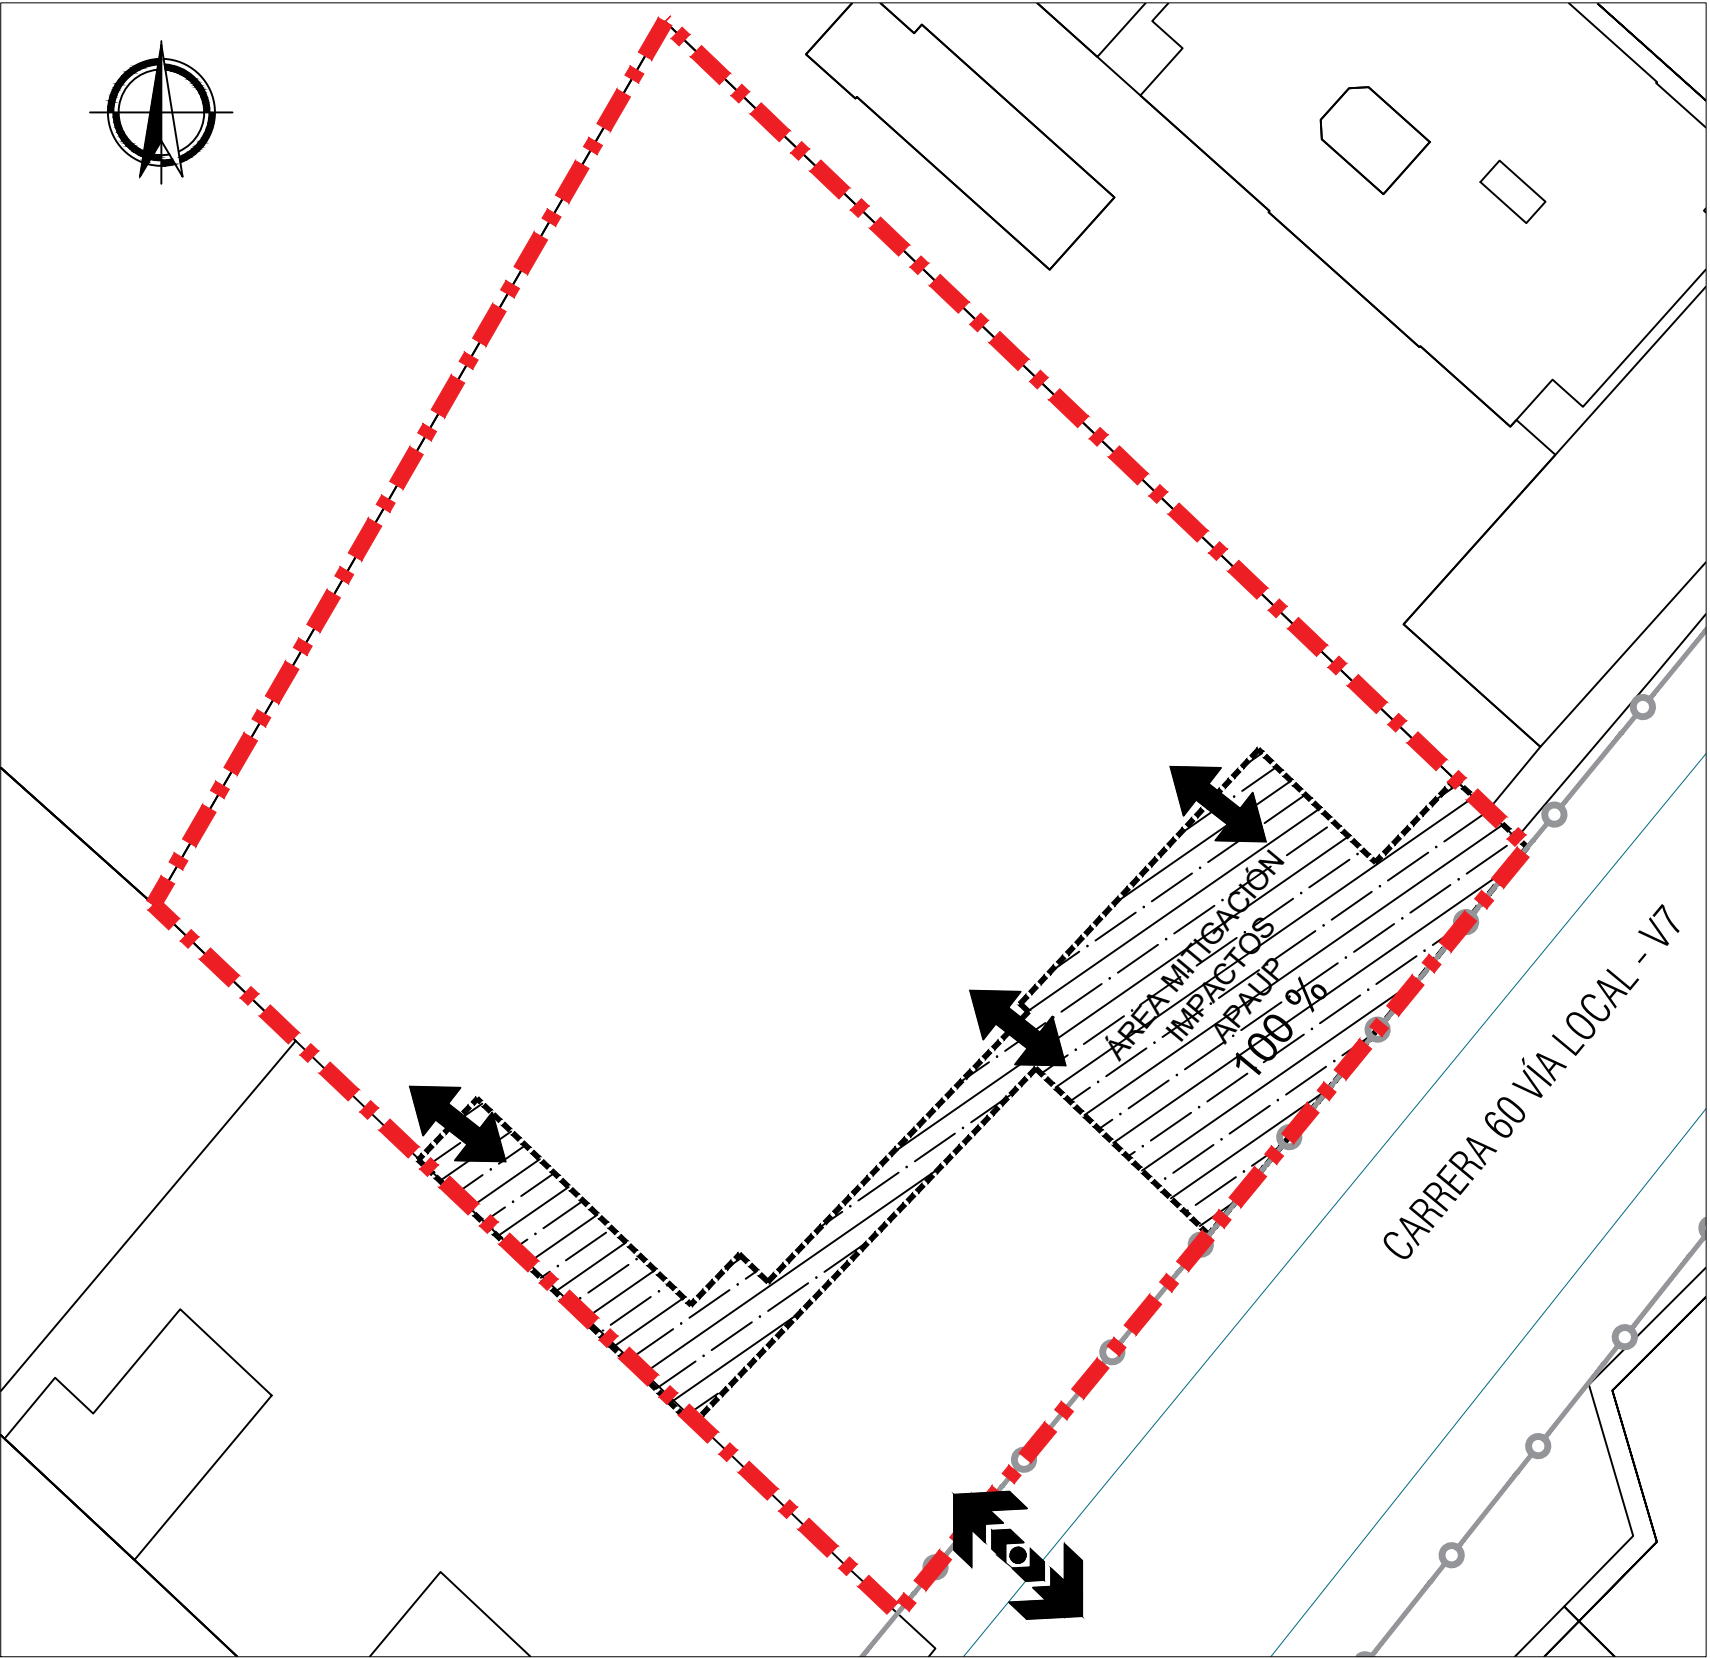 ÁREA MITIGACIÓN
IMPACTOS
APAUP
100 %
CARRERA 60 VÍA LOCAL - V7